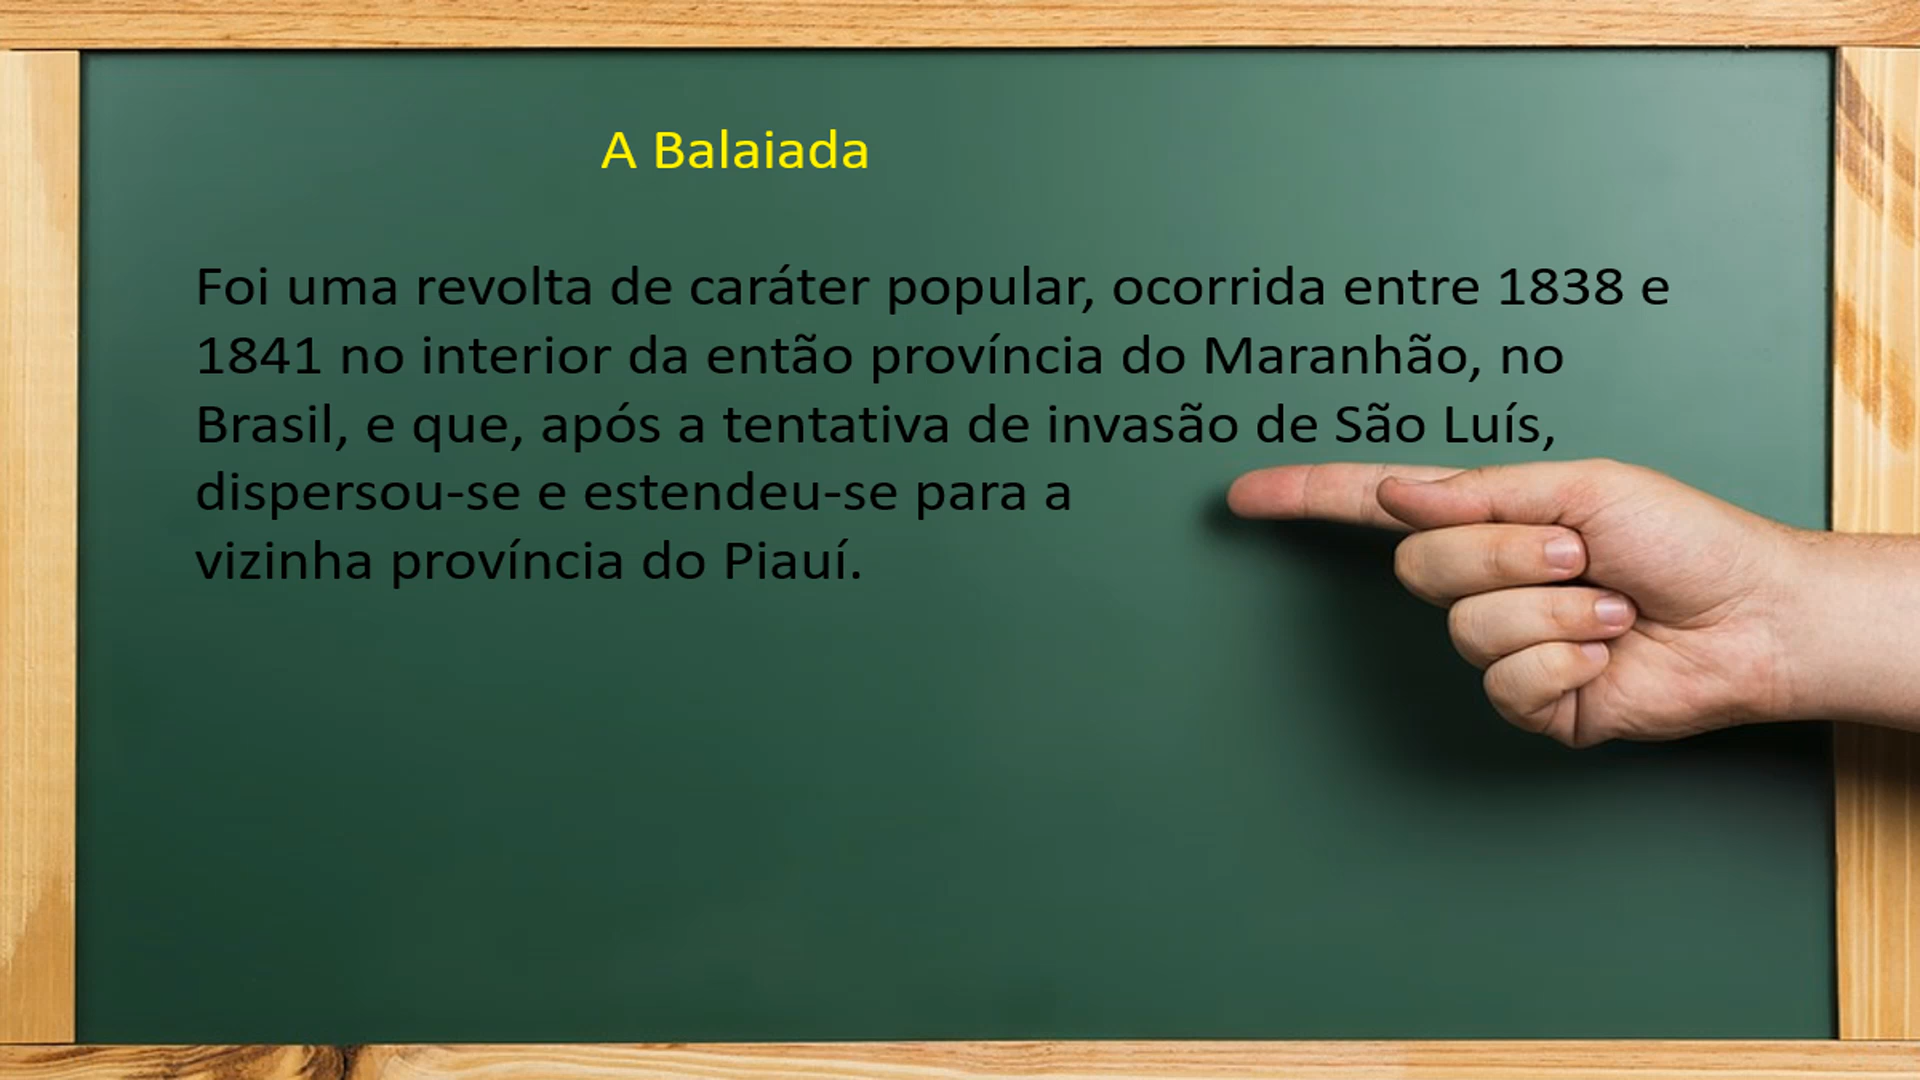 A Balaiada
Foi uma revolta de caráter popular, ocorrida entre 1838 e
1841 no interior da então província do Maranhão, no
Brasil, e que, após a tentativa de invasão de São Luís,
dispersou-se e estendeu-se para a
vizinha província do Piauí.